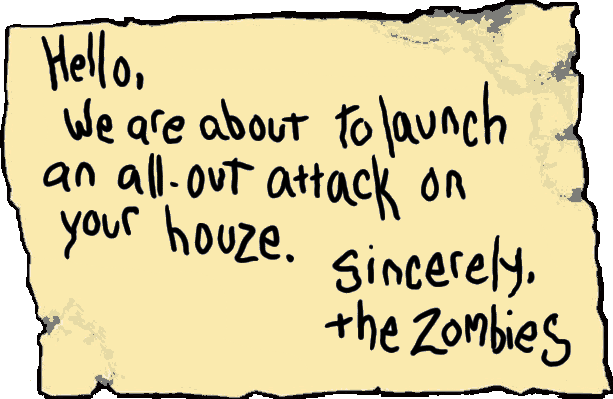 Hello,
We are about to launch
an all-out attack on
your houze.
Sincerely,
the Zombies